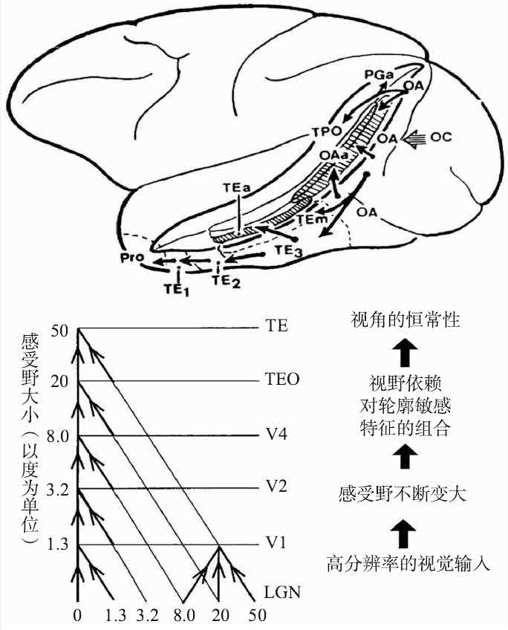 PGa
OA
TPO
OA
OC
OAa
TEa
TEm
OA
Pro
TE3
TE1
TE2
感受野大小（以度为单位）
50
TE
20
TEO
8.0
V4
3.2
V2
1.3
V1
LGN
0 1.3 3.2 8.0 20 50
视角的恒常性
视野依赖
对轮廓敏感
特征的组合
感受野不断变大
高分辨率的视觉输入